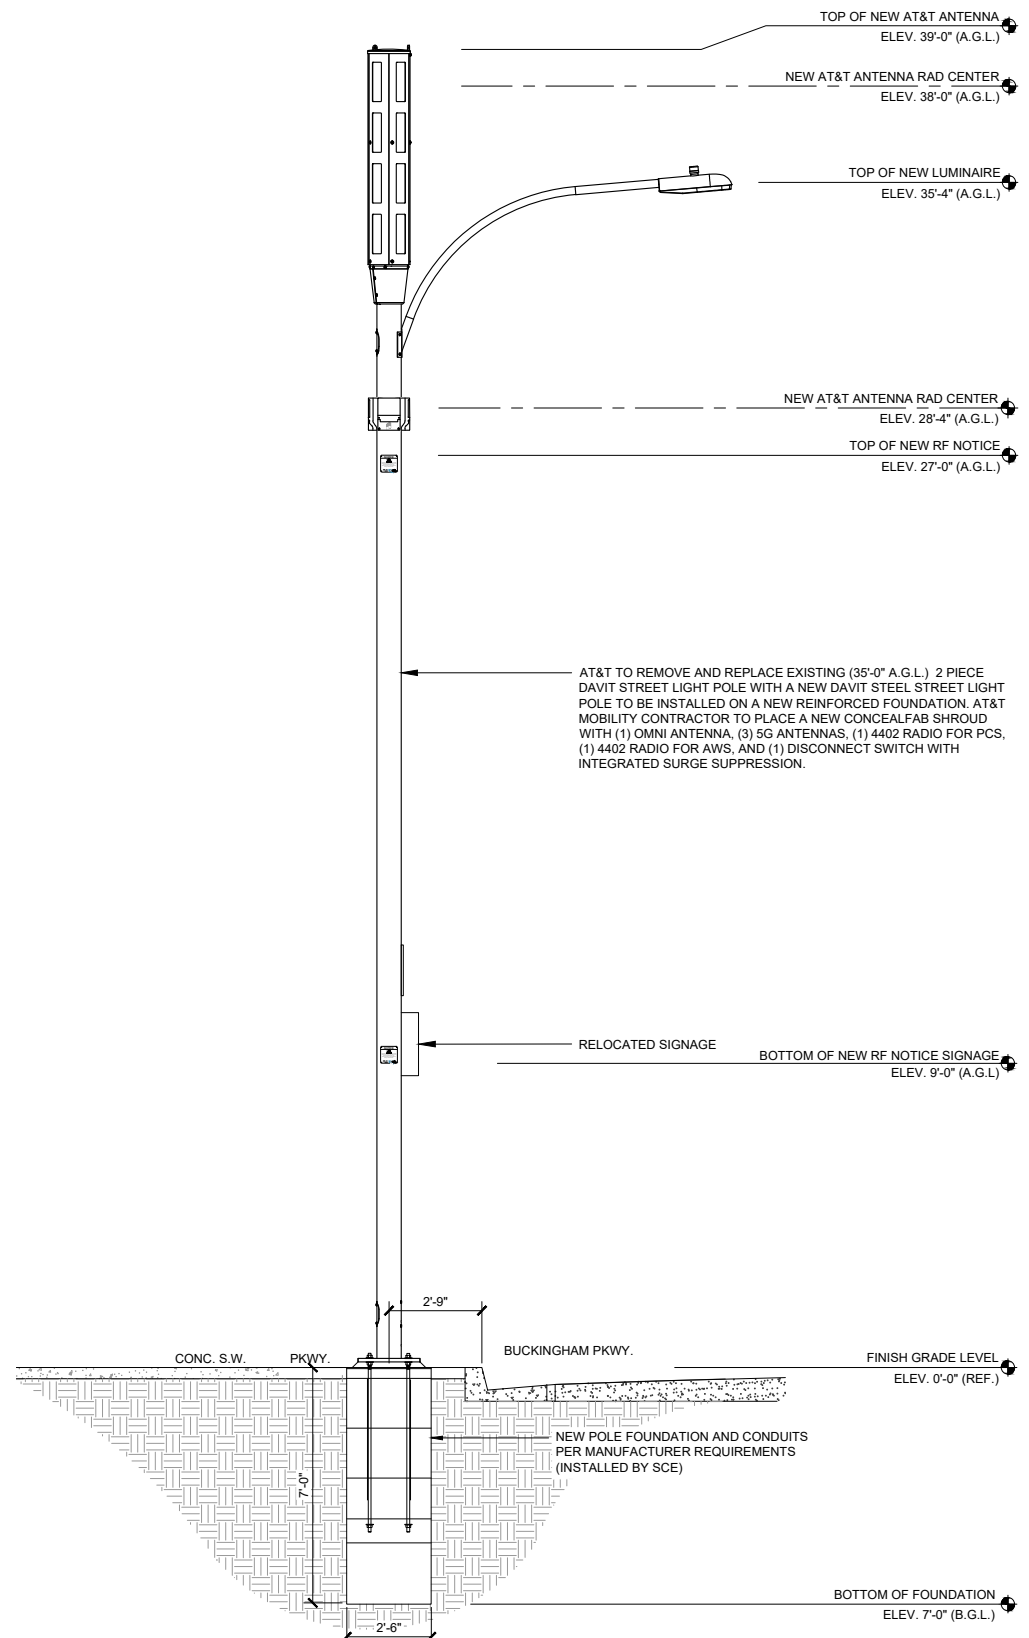 TOP OF NEW AT&T ANTENNA
ELEV. 39'-0" (A.G.L.)
NEW AT&T ANTENNA RAD CENTER
ELEV. 38'-0" (A.G.L.)
TOP OF NEW LUMINAIRE
ELEV. 35'-4" (A.G.L.)
NEW AT&T ANTENNA RAD CENTER
ELEV. 28'-4" (A.G.L.)
TOP OF NEW RF NOTICE
ELEV. 27'-0" (A.G.L.)
AT&T TO REMOVE AND REPLACE EXISTING (35'-0" A.G.L.) 2 PIECE
DAVIT STREET LIGHT POLE WITH A NEW DAVIT STEEL STREET LIGHT
POLE TO BE INSTALLED ON A NEW REINFORCED FOUNDATION. AT&T
MOBILITY CONTRACTOR TO PLACE A NEW CONCEALFAB SHROUD
WITH (1) OMNI ANTENNA, (3) 5G ANTENNAS, (1) 4402 RADIO FOR PCS,
(1) 4402 RADIO FOR AWS, AND (1) DISCONNECT SWITCH WITH
INTEGRATED SURGE SUPPRESSION.
RELOCATED SIGNAGE
BOTTOM OF NEW RF NOTICE SIGNAGE
ELEV. 9'-0" (A.G.L)
2'-9"
CONC. S.W.
PKWY.
BUCKINGHAM PKWY.
FINISH GRADE LEVEL
ELEV. 0'-0" (REF.)
NEW POLE FOUNDATION AND CONDUITS
PER MANUFACTURER REQUIREMENTS
(INSTALLED BY SCE)
7'-0"
BOTTOM OF FOUNDATION
ELEV. 7'-0" (B.G.L.)
2'-6"